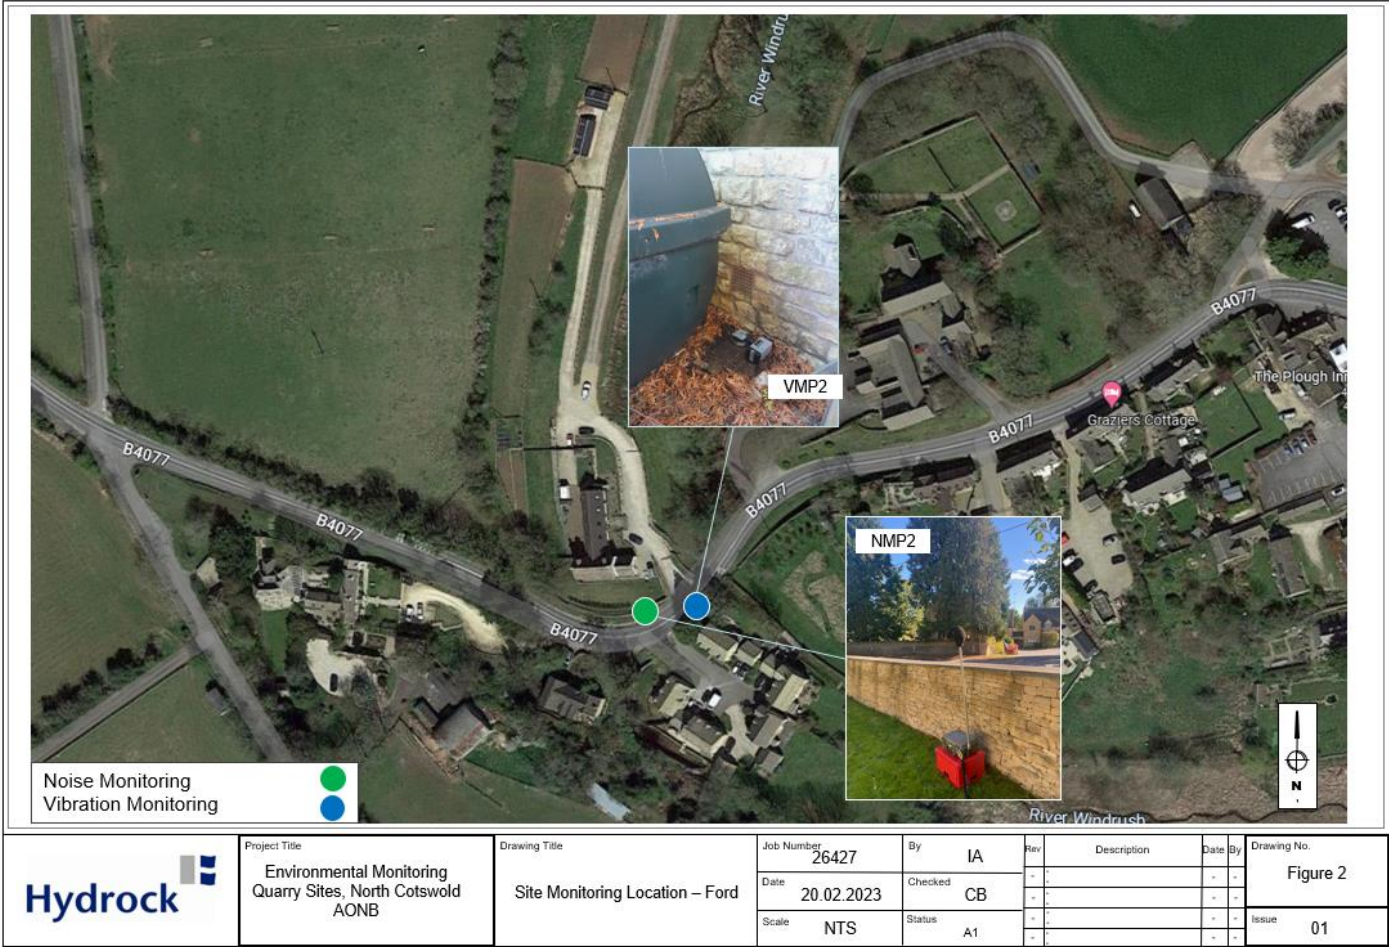 River Windru
VMP2
B4077
The Plough In
Graziers Cottage
B4077
B4077
B4077
B4077
NMP2
B4077
Noise Monitoring
Vibration Monitoring
N
River Windrush
Hydrock
Project Title
Environmental Monitoring
Quarry Sites, North Cotswold
AONB
Drawing Title
Site Monitoring Location – Ford
Job Number
26427
By
IA
Date
20.02.2023
Checked
CB
Scale
NTS
Status
A1
Rev
Description
Date
By
Drawing No.
Figure 2
Issue
01